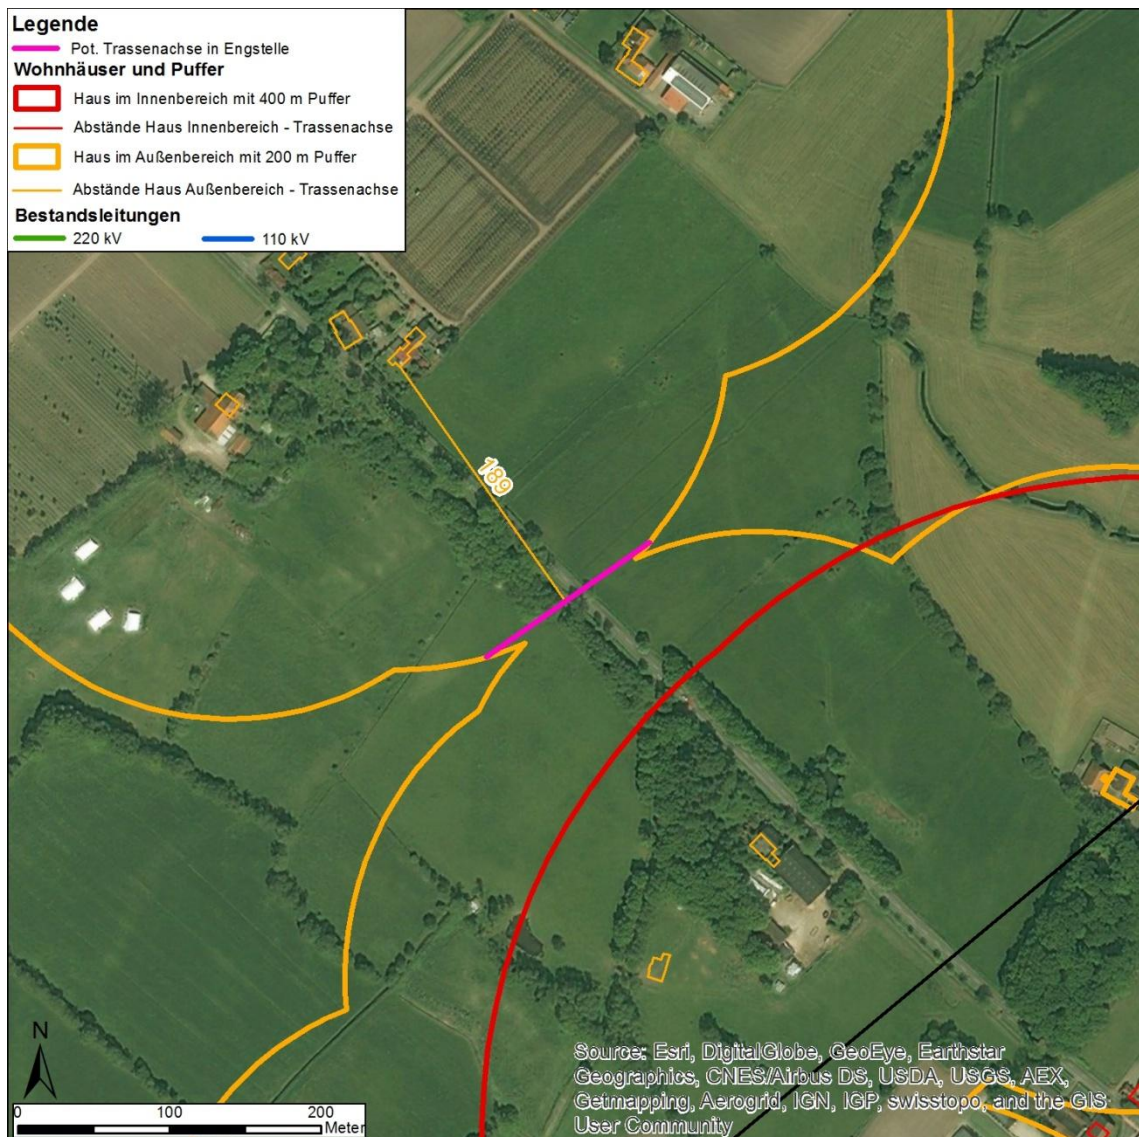 Legende
Pot. Trassenachse in Engstelle
Wohnhäuser und Puffer
Haus im Innenbereich mit 400 m Puffer
Abstände Haus Innenbereich - Trassenachse
Haus im Außenbereich mit 200 m Puffer
Abstände Haus Außenbereich - Trassenachse
Bestandsleitungen
220 kV 110 kV
189
N
0 100 200
Meter
Source: Esri, DigitalGlobe, GeoEye, Earthstar
Geographics, CNES/Airbus DS, USDA, USGS, AEX,
Getmapping, Aerogrid, IGN, IGP, swisstopo, and the GIS
User Community